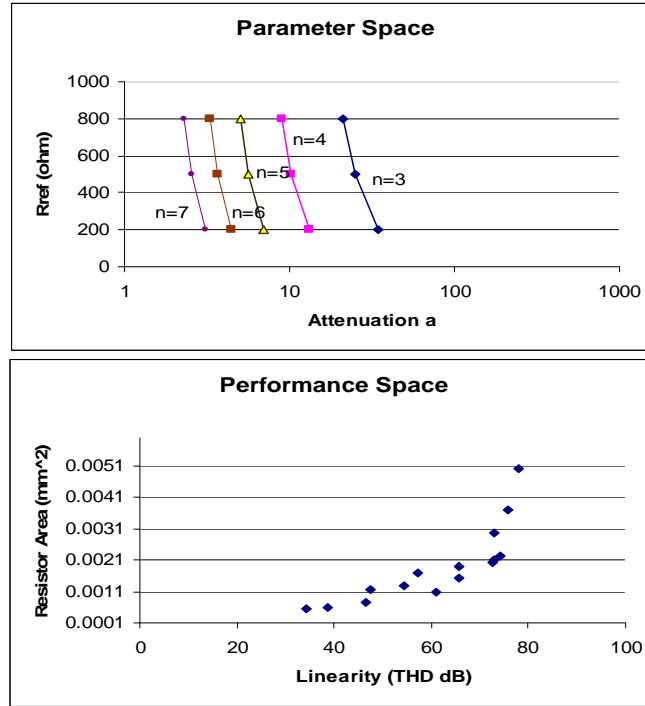 Parameter Space
Rref (ohm)
1000
800
600
400
200
0
n=4
n=5
n=3
n=7
n=6
1
10
100
1000
Attenuation a
Performance Space
Resistor Area (mm^2)
0.0051
0.0041
0.0031
0.0021
0.0011
0.0001
0
20
40
60
80
100
Linearity (THD dB)